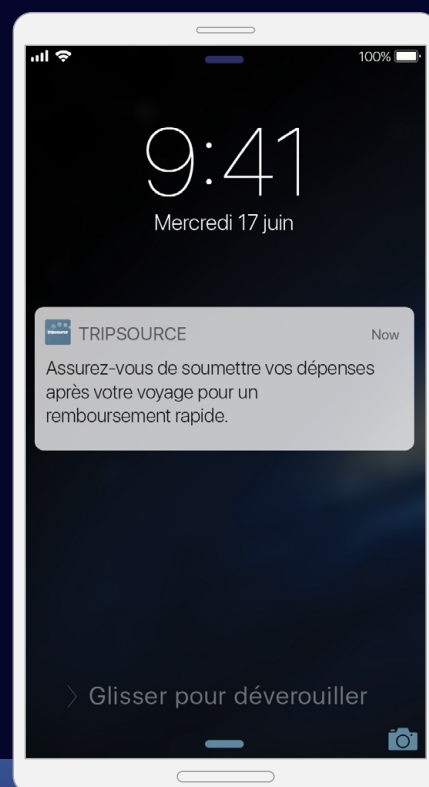 100%
9:41
Mercredi 17 juin
TRIPSOURCE Now
Assurez-vous de soumettre vos dépenses
après votre voyage pour un
remboursement rapide.
Glisser pour déverouiller